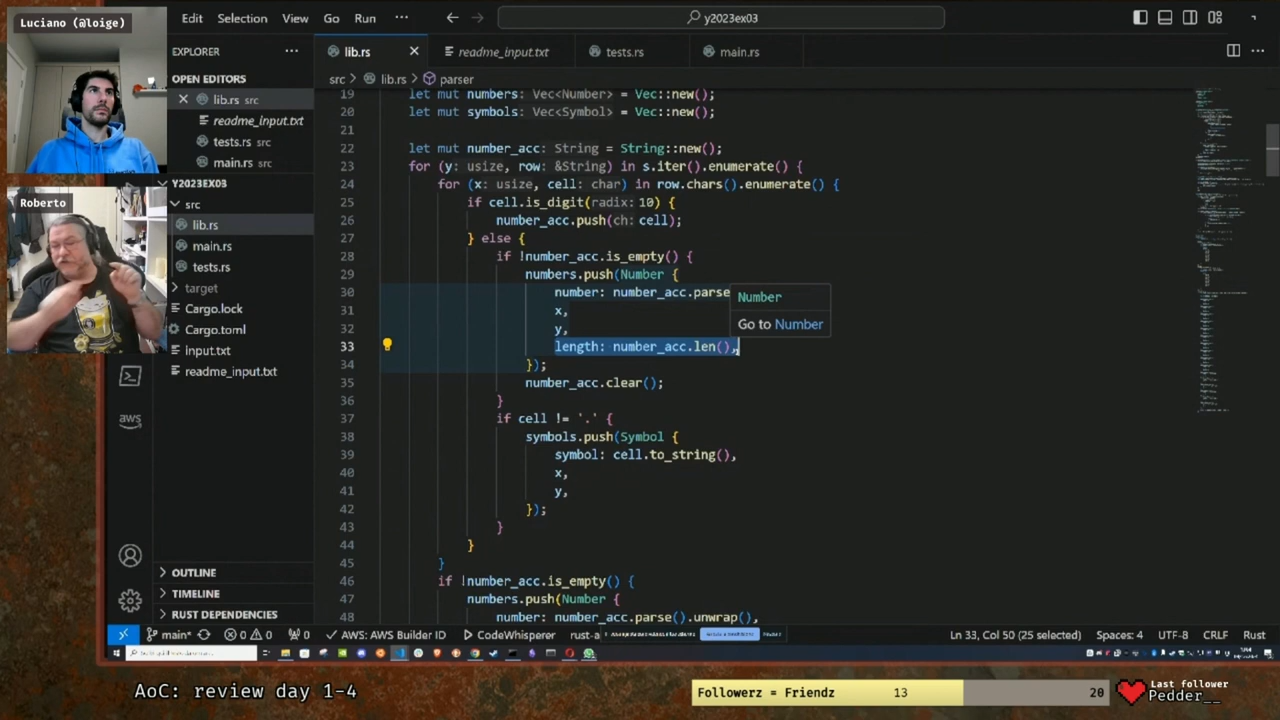 Luciano (@loige)
Edit Selection View Go Run ···
y2023ex03
EXPLORER ···
OPEN EDITORS
lib.rs src
readme_input.txt
tests.rs src
main.rs src
Y2023EX03
src
lib.rs
main.rs
tests.rs
target
Cargo.lock
Cargo.toml
input.txt
readme_input.txt
Roberto
aws
OUTLINE
TIMELINE
RUST DEPENDENCIES
lib.rs readme_input.txt tests.rs main.rs
src > lib.rs > parser
19 let mut numbers: Vec<Number> = Vec::new();
20 let mut symbols: Vec<Symbol> = Vec::new();
21
22 let mut number_acc: String = String::new();
23 for (y: usize, row: &String) in s.iter().enumerate() {
24 for (x: usize, cell: char) in row.chars().enumerate() {
25 if cell.is_digit(radix: 10) {
26 number_acc.push(ch: cell);
27 } else {
28 if !number_acc.is_empty() {
29 numbers.push(Number {
30 number: number_acc.parse
31 x,
32 y,
33 length: number_acc.len(),
34 });
35 number_acc.clear();
36 }
37 if cell != '.' {
38 symbols.push(Symbol {
39 symbol: cell.to_string(),
40 x,
41 y,
42 });
43 }
44 }
45 }
46 if !number_acc.is_empty() {
47 numbers.push(Number {
48 number: number_acc.parse().unwrap(),
Number
Go to Number
main* 0 0 0 AWS: AWS Builder ID CodeWhisperer rust-a Ln 33, Col 50 (25 selected) Spaces: 4 UTF-8 CRLF Rust
AoC: review day 1-4
Followerz = Friendz 13 20
Last follower
Pedder__